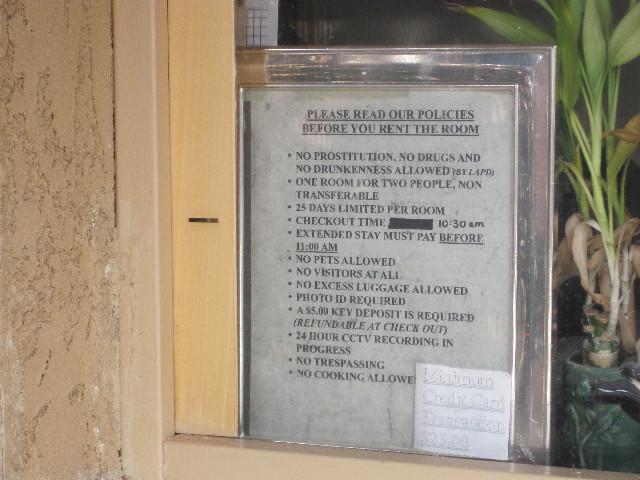 PLEASE READ OUR POLICIES
BEFORE YOU RENT THE ROOM
• NO PROSTITUTION, NO DRUGS AND
NO DRUNKENNESS ALLOWED (BY LAPD)
• ONE ROOM FOR TWO PEOPLE, NON
TRANSFERABLE
• 25 DAYS LIMITED PER ROOM
• CHECKOUT TIME 10:30 am
• EXTENDED STAY MUST PAY BEFORE
11:00 AM
• NO PETS ALLOWED
• NO VISITORS AT ALL
• NO EXCESS LUGGAGE ALLOWED
• PHOTO ID REQUIRED
• A $5.00 KEY DEPOSIT IS REQUIRED
(REFUNDABLE AT CHECK OUT)
• 24 HOUR CCTV RECORDING IN
PROGRESS
• NO TRESPASSING
• NO COOKING ALLOWE
Minimum
Credit Card
Transaction
$25.00